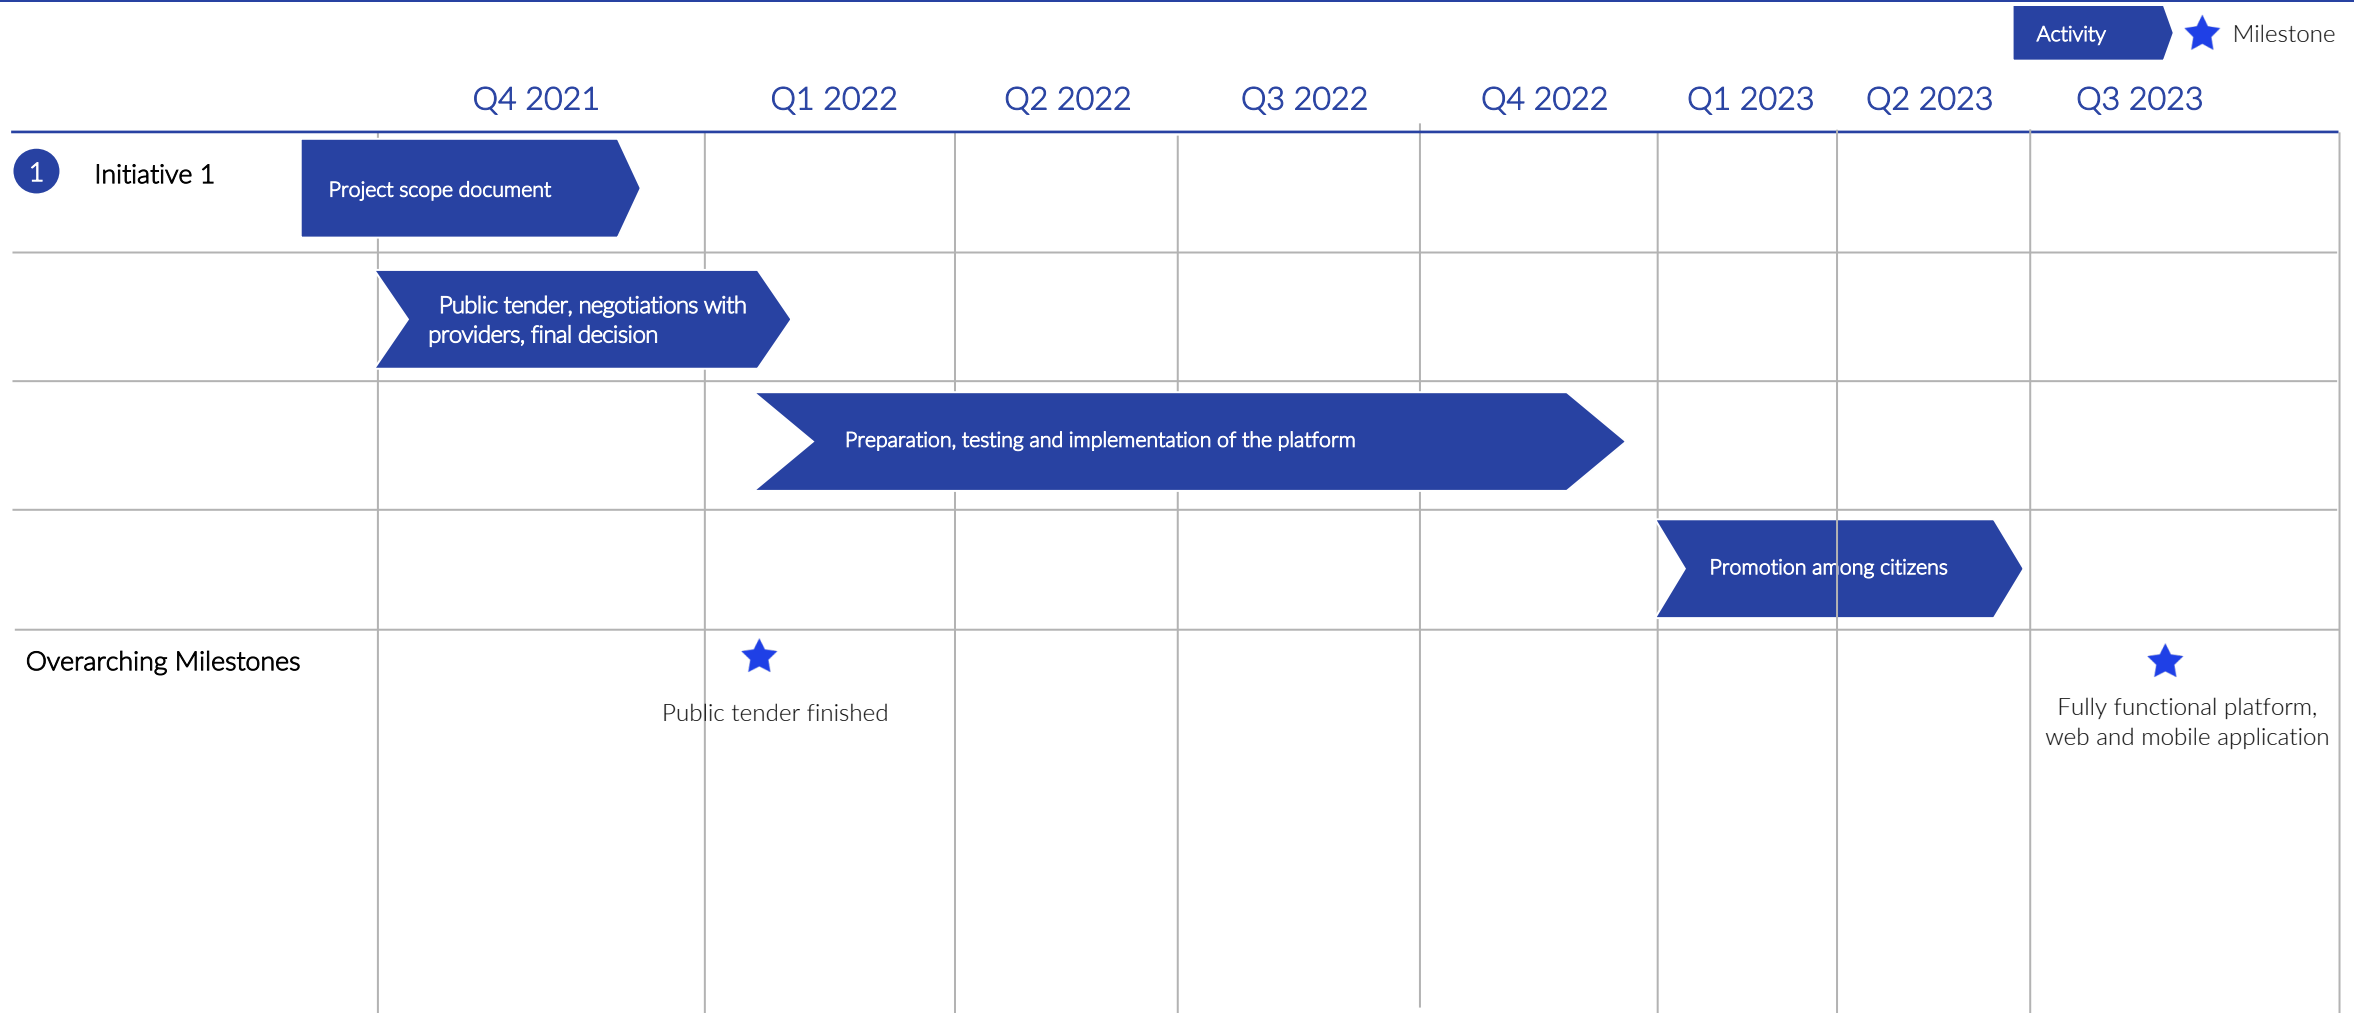 Activity
Milestone
Q4 2021
Q1 2022
Q2 2022
Q3 2022
Q4 2022
Q1 2023
Q2 2023
Q3 2023
1
Initiative 1
Project scope document
Public tender, negotiations with
providers, final decision
Preparation, testing and implementation of the platform
Promotion among citizens
Overarching Milestones
Public tender finished
Fully functional platform,
web and mobile application